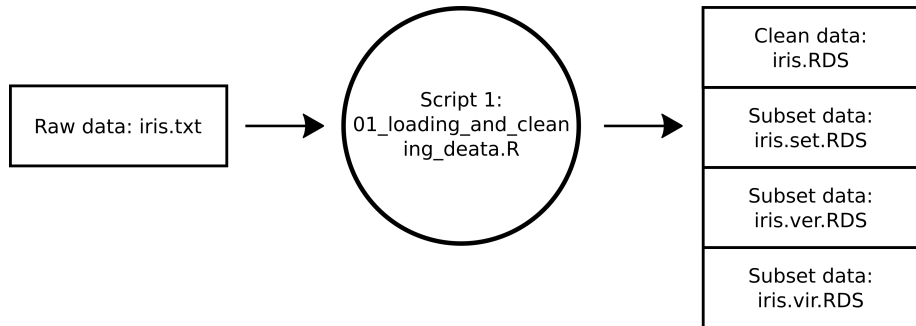 Raw data: iris.txt
Script 1:
01_loading_and_clean
ing_deata.R
Clean data:
iris.RDS
Subset data:
iris.set.RDS
Subset data:
iris.ver.RDS
Subset data:
iris.vir.RDS